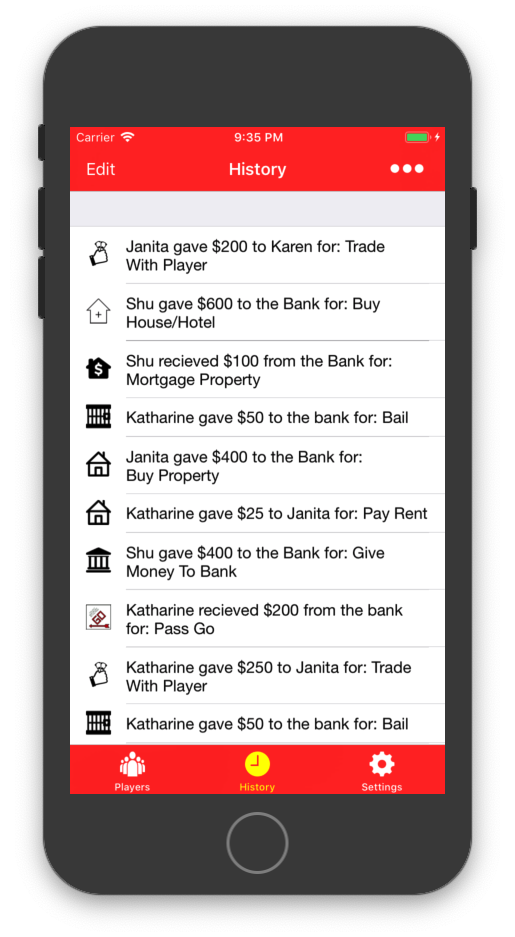 Carrier 9:35 PM
Edit History
Janita gave $200 to Karen for: Trade
With Player
Shu gave $600 to the Bank for: Buy
House/Hotel
Shu recieved $100 from the Bank for:
Mortgage Property
Katharine gave $50 to the bank for: Bail
Janita gave $400 to the Bank for:
Buy Property
Katharine gave $25 to Janita for: Pay Rent
Shu gave $400 to the Bank for: Give
Money To Bank
Katharine recieved $200 from the bank
for: Pass Go
Katharine gave $250 to Janita for: Trade
With Player
Katharine gave $50 to the bank for: Bail
Players History Settings